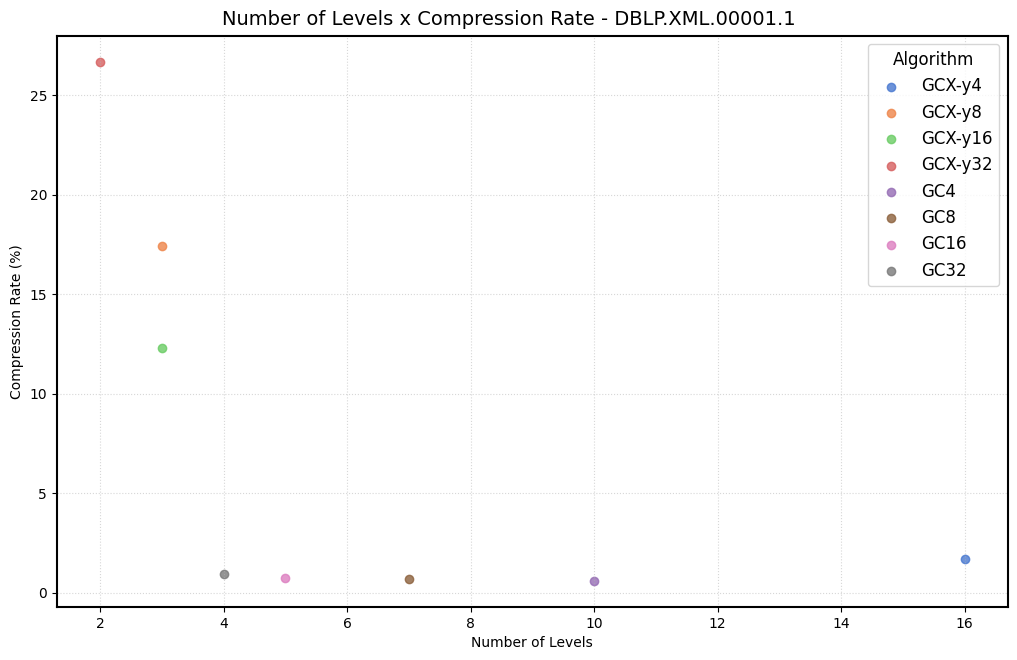 Number of Levels x Compression Rate - DBLP.XML.00001.1
Algorithm
GCX-y4
GCX-y8
GCX-y16
GCX-y32
GC4
GC8
GC16
GC32
Compression Rate (%)
25
20
15
10
5
0
2 4 6 8 10 12 14 16
Number of Levels